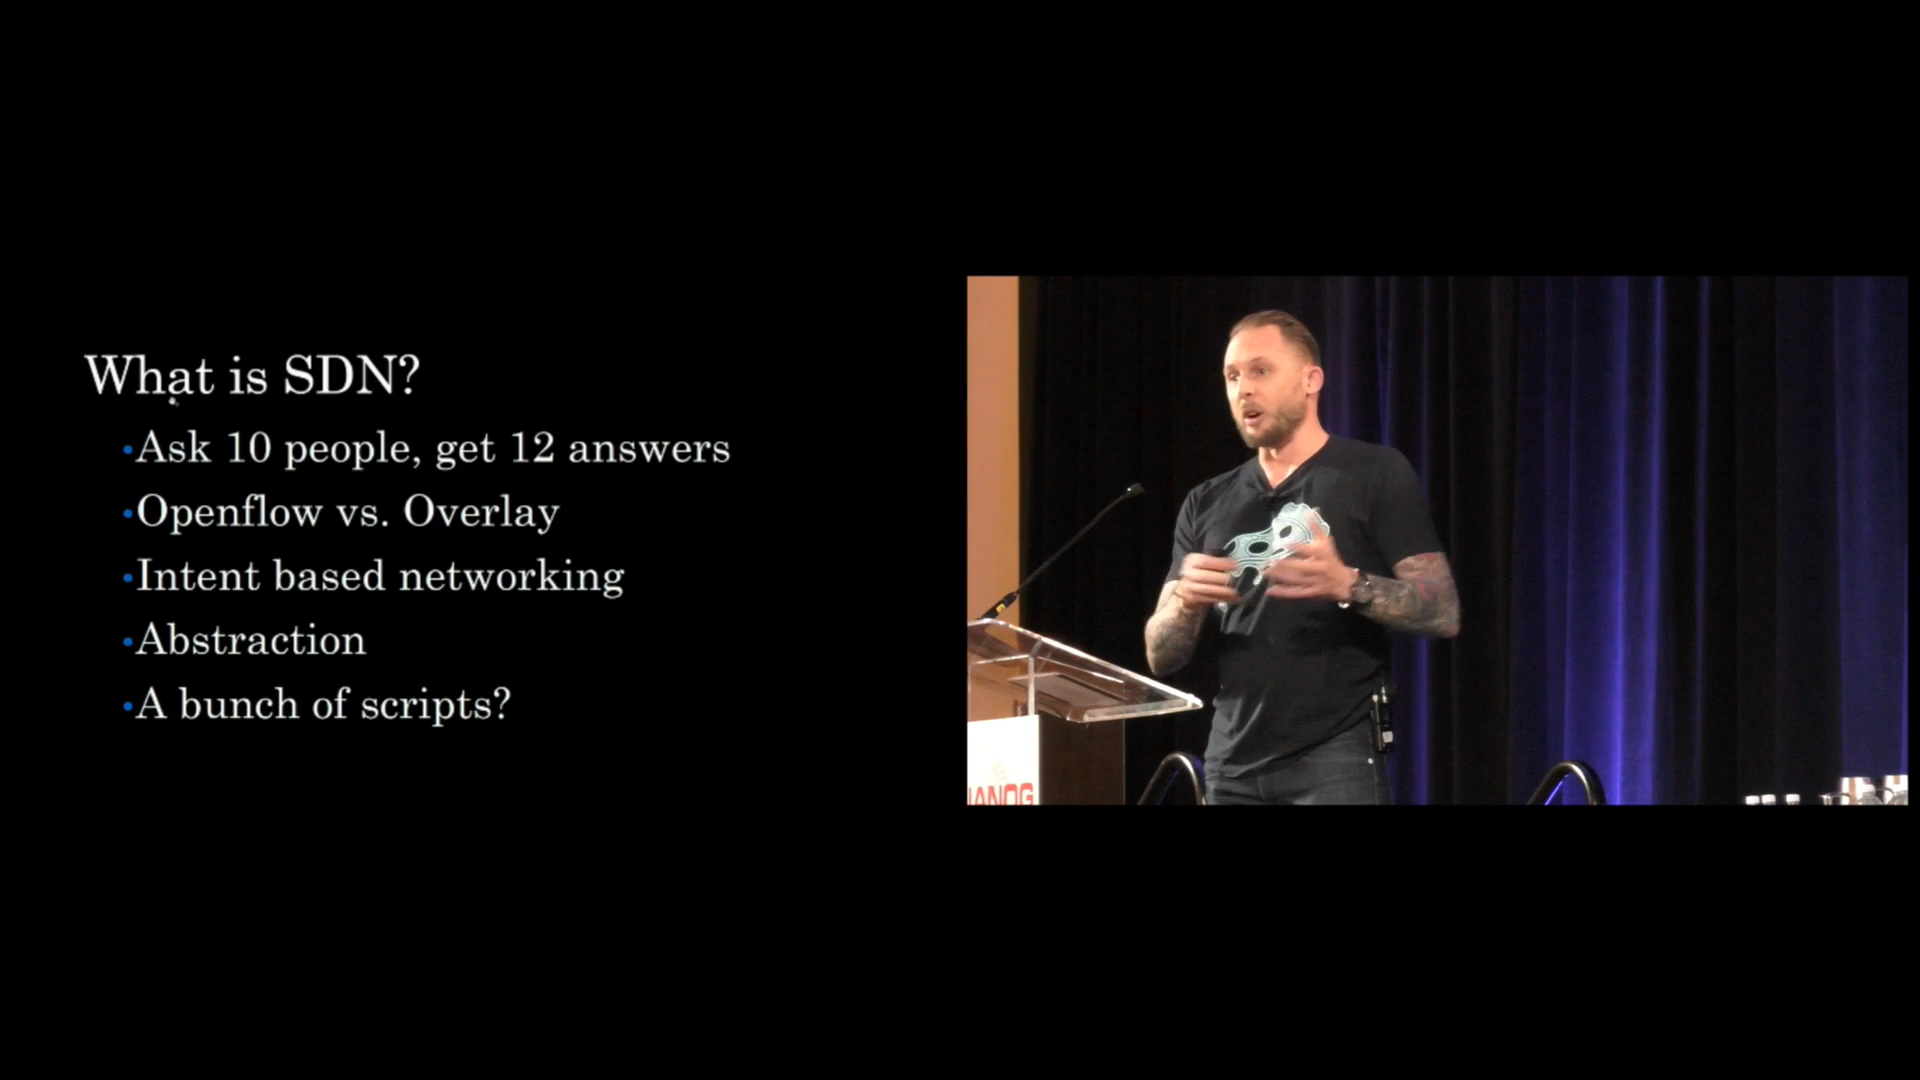 What is SDN?
•Ask 10 people, get 12 answers
•Openflow vs. Overlay
•Intent based networking
•Abstraction
•A bunch of scripts?
IANOG